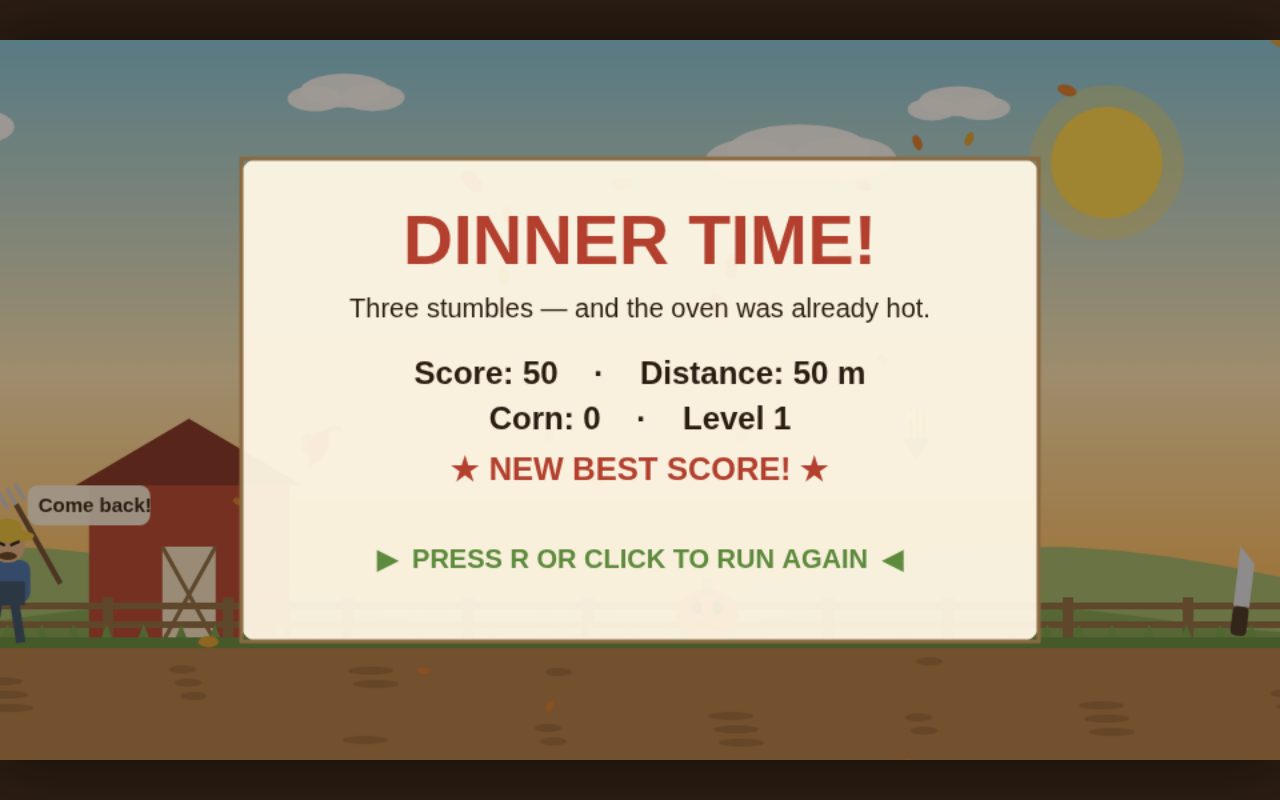 DINNER TIME!
Three stumbles — and the oven was already hot.
Score: 50 · Distance: 50 m
Corn: 0 · Level 1
★ NEW BEST SCORE! ★
Come back!
▶ PRESS R OR CLICK TO RUN AGAIN ◀